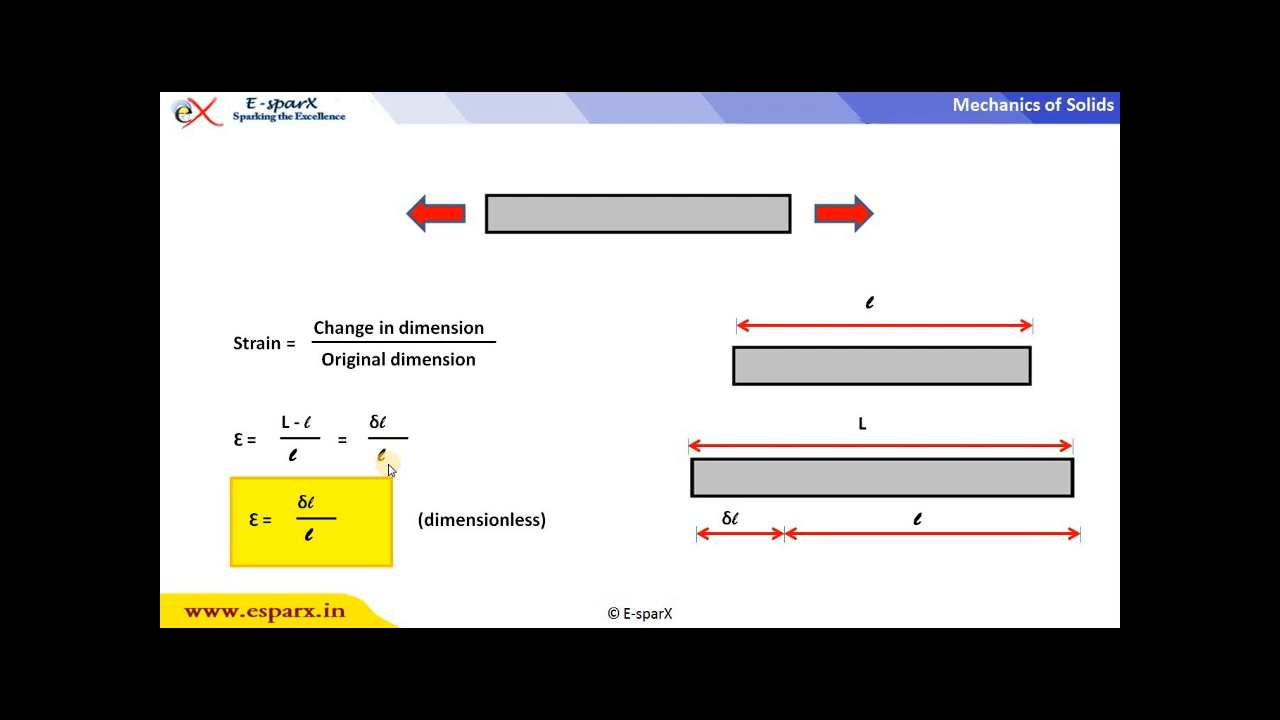 E-sparX
Sparking the Excellence
Mechanics of Solids
ℓ
Strain = Change in dimension
Original dimension
L
Ɛ = L - ℓ = δℓ
ℓ ℓ
Ɛ = δℓ
ℓ
(dimensionless)
δℓ ℓ
www.esparx.in
© E-sparX